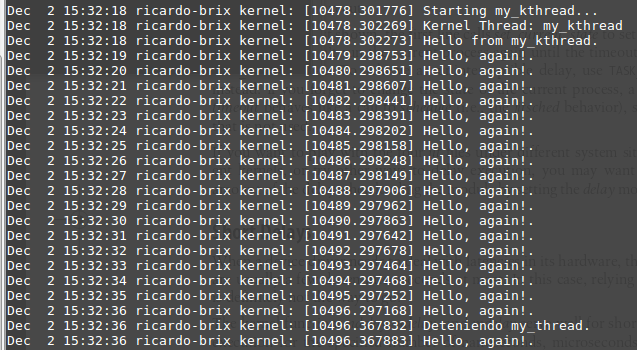 Dec  2 15:32:18 ricardo-brix kernel: [10478.301776] Starting my_kthread...
Dec  2 15:32:18 ricardo-brix kernel: [10478.302269] Kernel Thread: my_kthread
Dec  2 15:32:18 ricardo-brix kernel: [10478.302273] Hello from my_kthread.
Dec  2 15:32:19 ricardo-brix kernel: [10479.298753] Hello, again!.
Dec  2 15:32:20 ricardo-brix kernel: [10480.298651] Hello, again!.
Dec  2 15:32:21 ricardo-brix kernel: [10481.298607] Hello, again!.
Dec  2 15:32:22 ricardo-brix kernel: [10482.298441] Hello, again!.
Dec  2 15:32:23 ricardo-brix kernel: [10483.298391] Hello, again!.
Dec  2 15:32:24 ricardo-brix kernel: [10484.298202] Hello, again!.
Dec  2 15:32:25 ricardo-brix kernel: [10485.298158] Hello, again!.
Dec  2 15:32:26 ricardo-brix kernel: [10486.298248] Hello, again!.
Dec  2 15:32:27 ricardo-brix kernel: [10487.298149] Hello, again!.
Dec  2 15:32:28 ricardo-brix kernel: [10488.297906] Hello, again!.
Dec  2 15:32:29 ricardo-brix kernel: [10489.297962] Hello, again!.
Dec  2 15:32:30 ricardo-brix kernel: [10490.297863] Hello, again!.
Dec  2 15:32:31 ricardo-brix kernel: [10491.297642] Hello, again!.
Dec  2 15:32:32 ricardo-brix kernel: [10492.297678] Hello, again!.
Dec  2 15:32:33 ricardo-brix kernel: [10493.297464] Hello, again!.
Dec  2 15:32:34 ricardo-brix kernel: [10494.297468] Hello, again!.
Dec  2 15:32:35 ricardo-brix kernel: [10495.297252] Hello, again!.
Dec  2 15:32:36 ricardo-brix kernel: [10496.297168] Hello, again!.
Dec  2 15:32:36 ricardo-brix kernel: [10496.367832] Deteniendo my_thread.
Dec  2 15:32:36 ricardo-brix kernel: [10496.367883] Hello, again!.